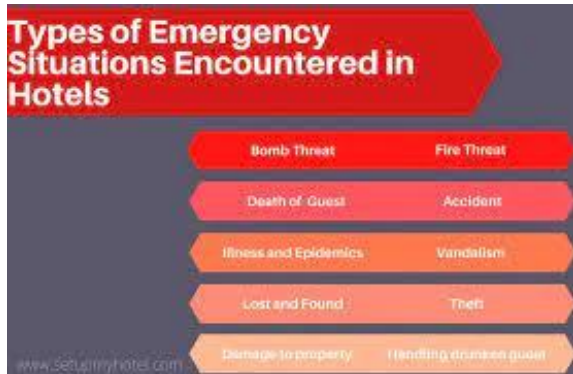 Types of Emergency
Situations Encountered in
Hotels
Bomb Threat Fire Threat
Death of Guest Accident
Illness and Epidemics Vandalism
Lost and Found Theft
Damage to property Handling drunken guest
www.setupmyhotel.com